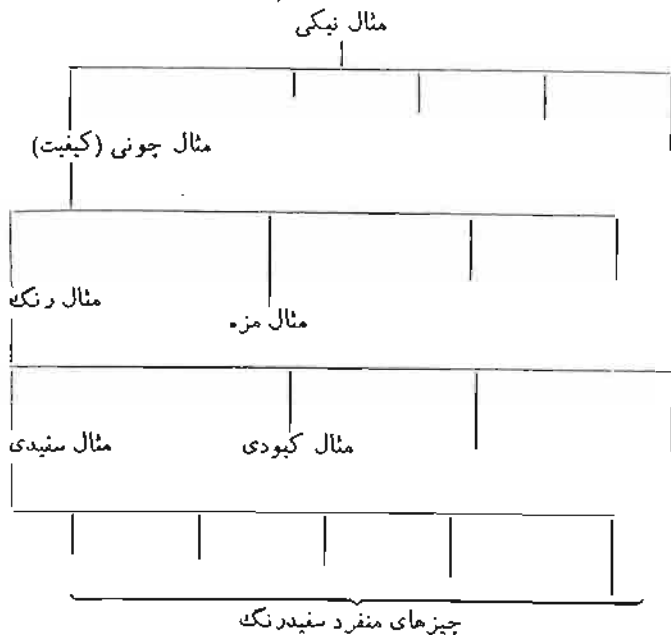 مثال نیکی
مثال چونی (کیفیت)
مثال رنگ
مثال مزه
مثال سفیدی
مثال کبودی
چیزهای منفرد سفیدرنگ